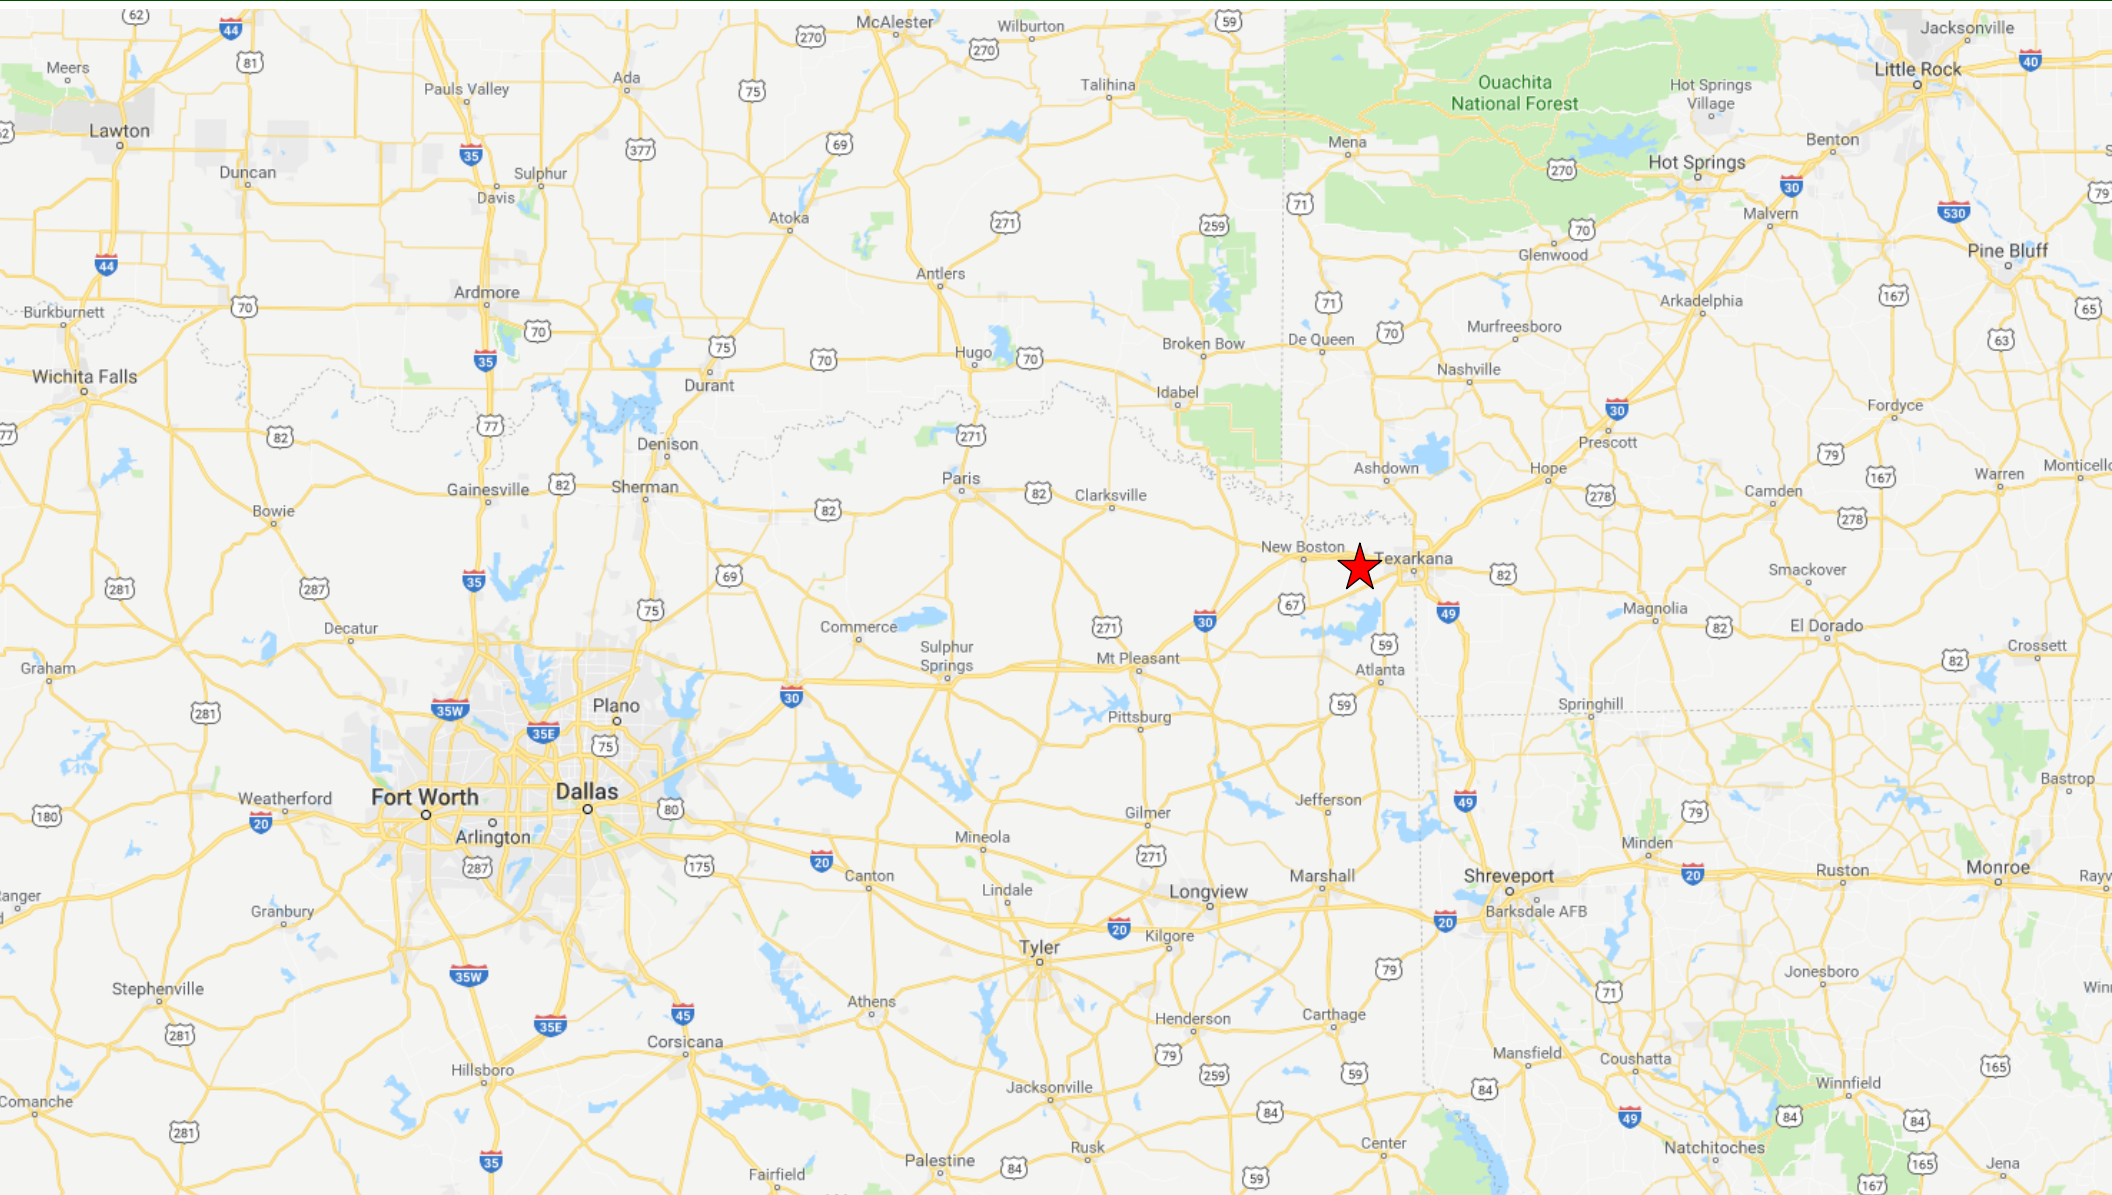 62
44
59
Jacksonville
McAlester
Wilburton
270
270
40
81
Meers
Little Rock
Ada
Pauls Valley
75
Talihina
Ouachita
National Forest
Hot Springs
Village
62
Lawton
69
Mena
Benton
35
377
Hot Springs
270
Duncan
Sulphur
30
79
Davis
71
530
Malvern
Atoka
271
259
70
Glenwood
Pine Bluff
44
Antlers
Ardmore
71
Arkadelphia
167
65
Burkburnett
70
70
Murfreesboro
70
63
75
Broken Bow
De Queen
35
70
Hugo
70
Nashville
Wichita Falls
Durant
Idabel
30
Fordyce
77
77
82
271
Denison
Prescott
79
Ashdown
Hope
Warren
Monticello
167
Paris
82
Sherman
Gainesville
82
Clarksville
278
Camden
Bowie
82
278
New Boston
Texarkana
281
287
35
69
82
Smackover
75
67
49
Magnolia
30
Decatur
Commerce
271
82
El Dorado
59
Sulphur
Springs
Mt Pleasant
Crossett
82
Graham
Atlanta
30
281
35W
Plano
59
Springhill
Pittsburg
35E
75
Bastrop
Dallas
Fort Worth
Weatherford
49
Jefferson
180
20
80
Gilmer
79
Arlington
Mineola
Minden
287
175
20
271
Canton
Shreveport
20
Ruston
Monroe
Rayv
Marshall
anger
Lindale
Longview
Granbury
20
Barksdale AFB
20
Kilgore
Tyler
35W
79
Jonesboro
Stephenville
71
Winn
Athens
45
35E
Henderson
Carthage
281
Corsicana
Mansfield
Coushatta
79
165
Hillsboro
259
59
Jacksonville
84
Winnfield
Comanche
84
49
84
84
281
Center
Natchitoches
Rusk
35
Palestine
84
165
Jena
Fairfield
59
167